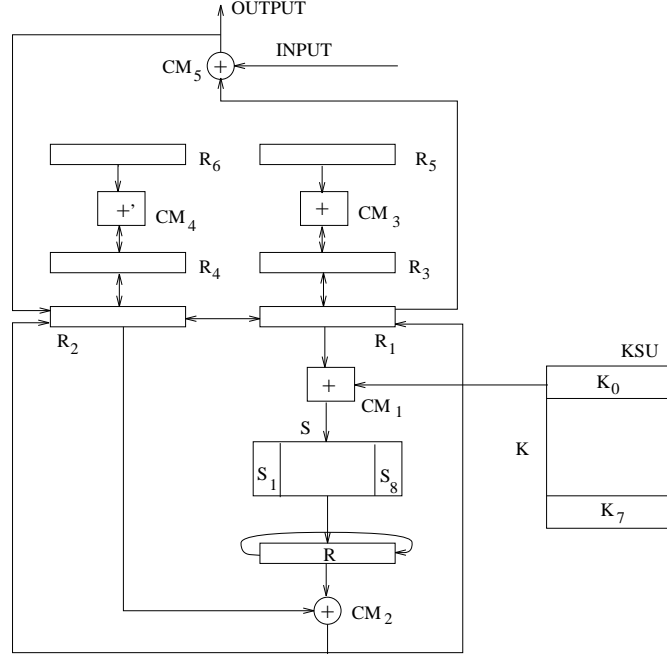 OUTPUT
INPUT
CM5
+
R6
R5
+'
CM4
+
CM3
R4
R3
R2
R1
KSU
+
CM1
K0
S
K
S1
S8
K7
R
+
CM2